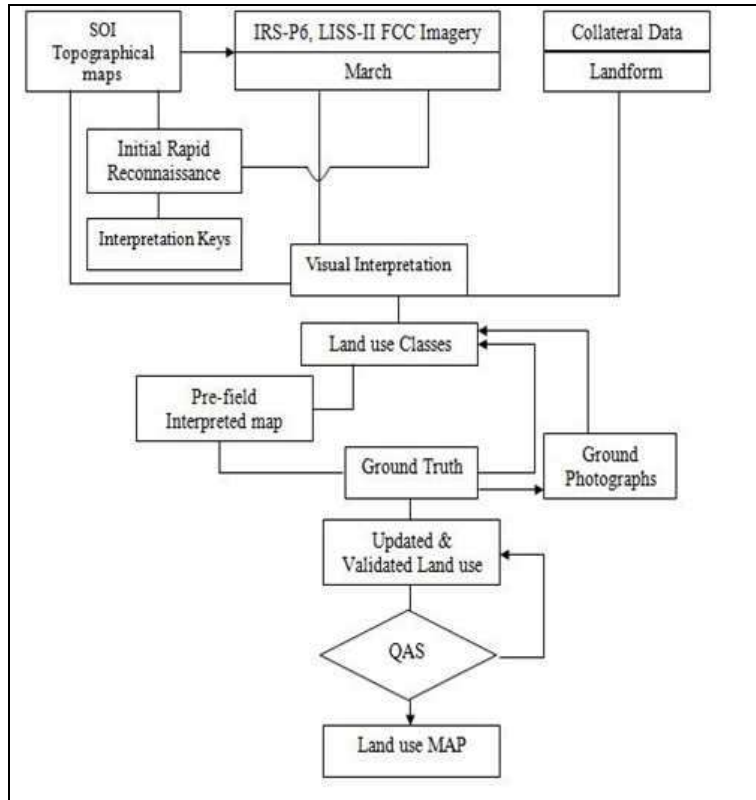 SOI
Topographical
maps
IRS-P6, LISS-II FCC Imagery
March
Collateral Data
Landform
Initial Rapid
Reconnaissance
Interpretation Keys
Visual Interpretation
Land use Classes
Pre-field
Interpreted map
Ground Truth
Ground
Photographs
Updated &
Validated Land use
QAS
Land use MAP